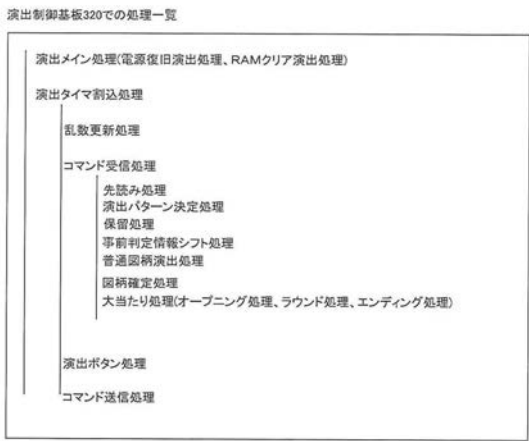 演出制御基板320での処理一覧
演出メイン処理(電源復旧演出処理、RAMクリア演出処理)
演出タイマ割込処理
乱数更新処理
コマンド受信処理
先読み処理
演出パターン決定処理
保留処理
事前判定情報シフト処理
普通図柄演出処理
図柄確定処理
大当たり処理(オープニング処理、ラウンド処理、エンディング処理)
演出ボタン処理
コマンド送信処理